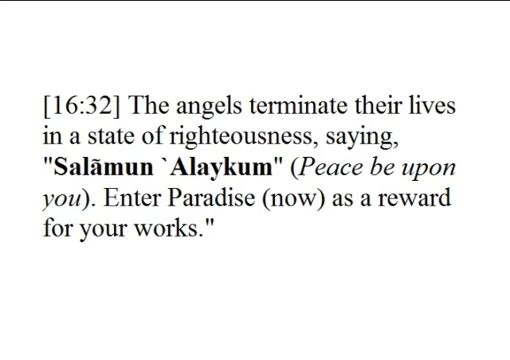 [16:32] The angels terminate their lives
in a state of righteousness, saying,
"Salãmun `Alaykum" (Peace be upon
you). Enter Paradise (now) as a reward
for your works."